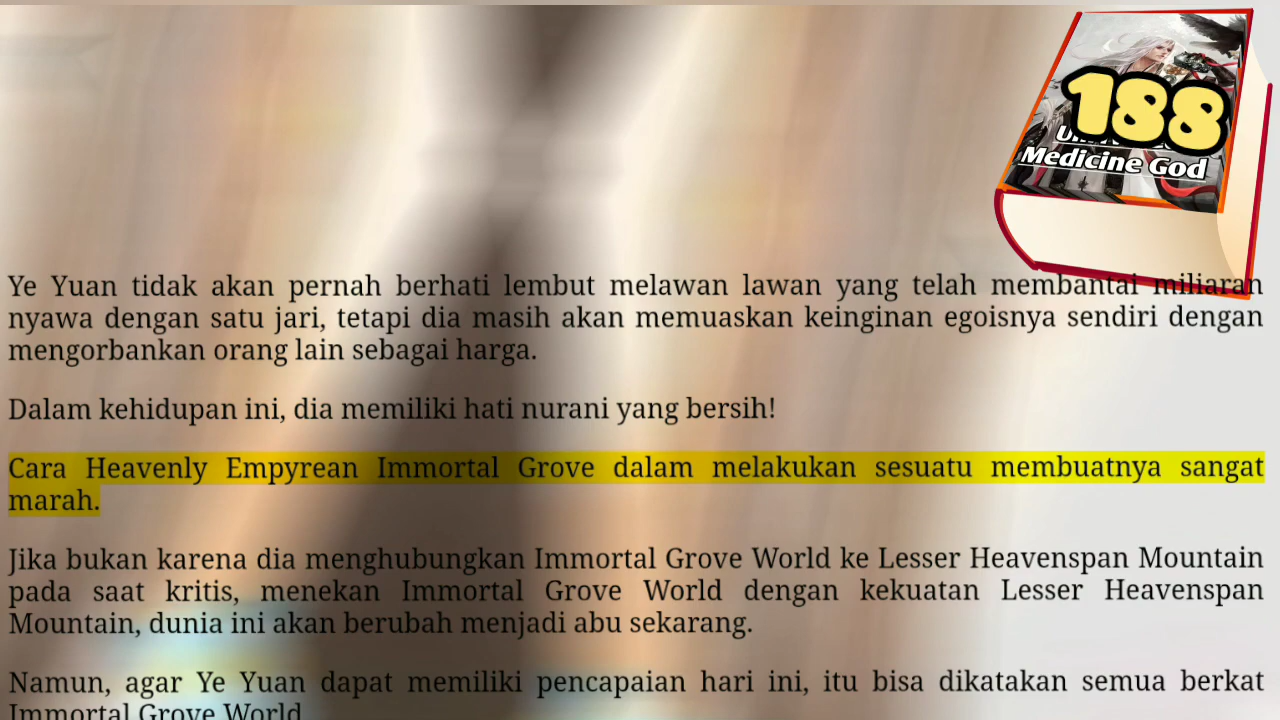 188
Medicine God
Ye Yuan tidak akan pernah berhati lembut melawan lawan yang telah membantai miliaran
nyawa dengan satu jari, tetapi dia masih akan memuaskan keinginan egoisnya sendiri dengan
mengorbankan orang lain sebagai harga.
Dalam kehidupan ini, dia memiliki hati nurani yang bersih!
Cara Heavenly Empyrean Immortal Grove dalam melakukan sesuatu membuatnya sangat
marah.
Jika bukan karena dia menghubungkan Immortal Grove World ke Lesser Heavenspan Mountain
pada saat kritis, menekan Immortal Grove World dengan kekuatan Lesser Heavenspan
Mountain, dunia ini akan berubah menjadi abu sekarang.
Namun, agar Ye Yuan dapat memiliki pencapaian hari ini, itu bisa dikatakan semua berkat
Immortal Grove World.